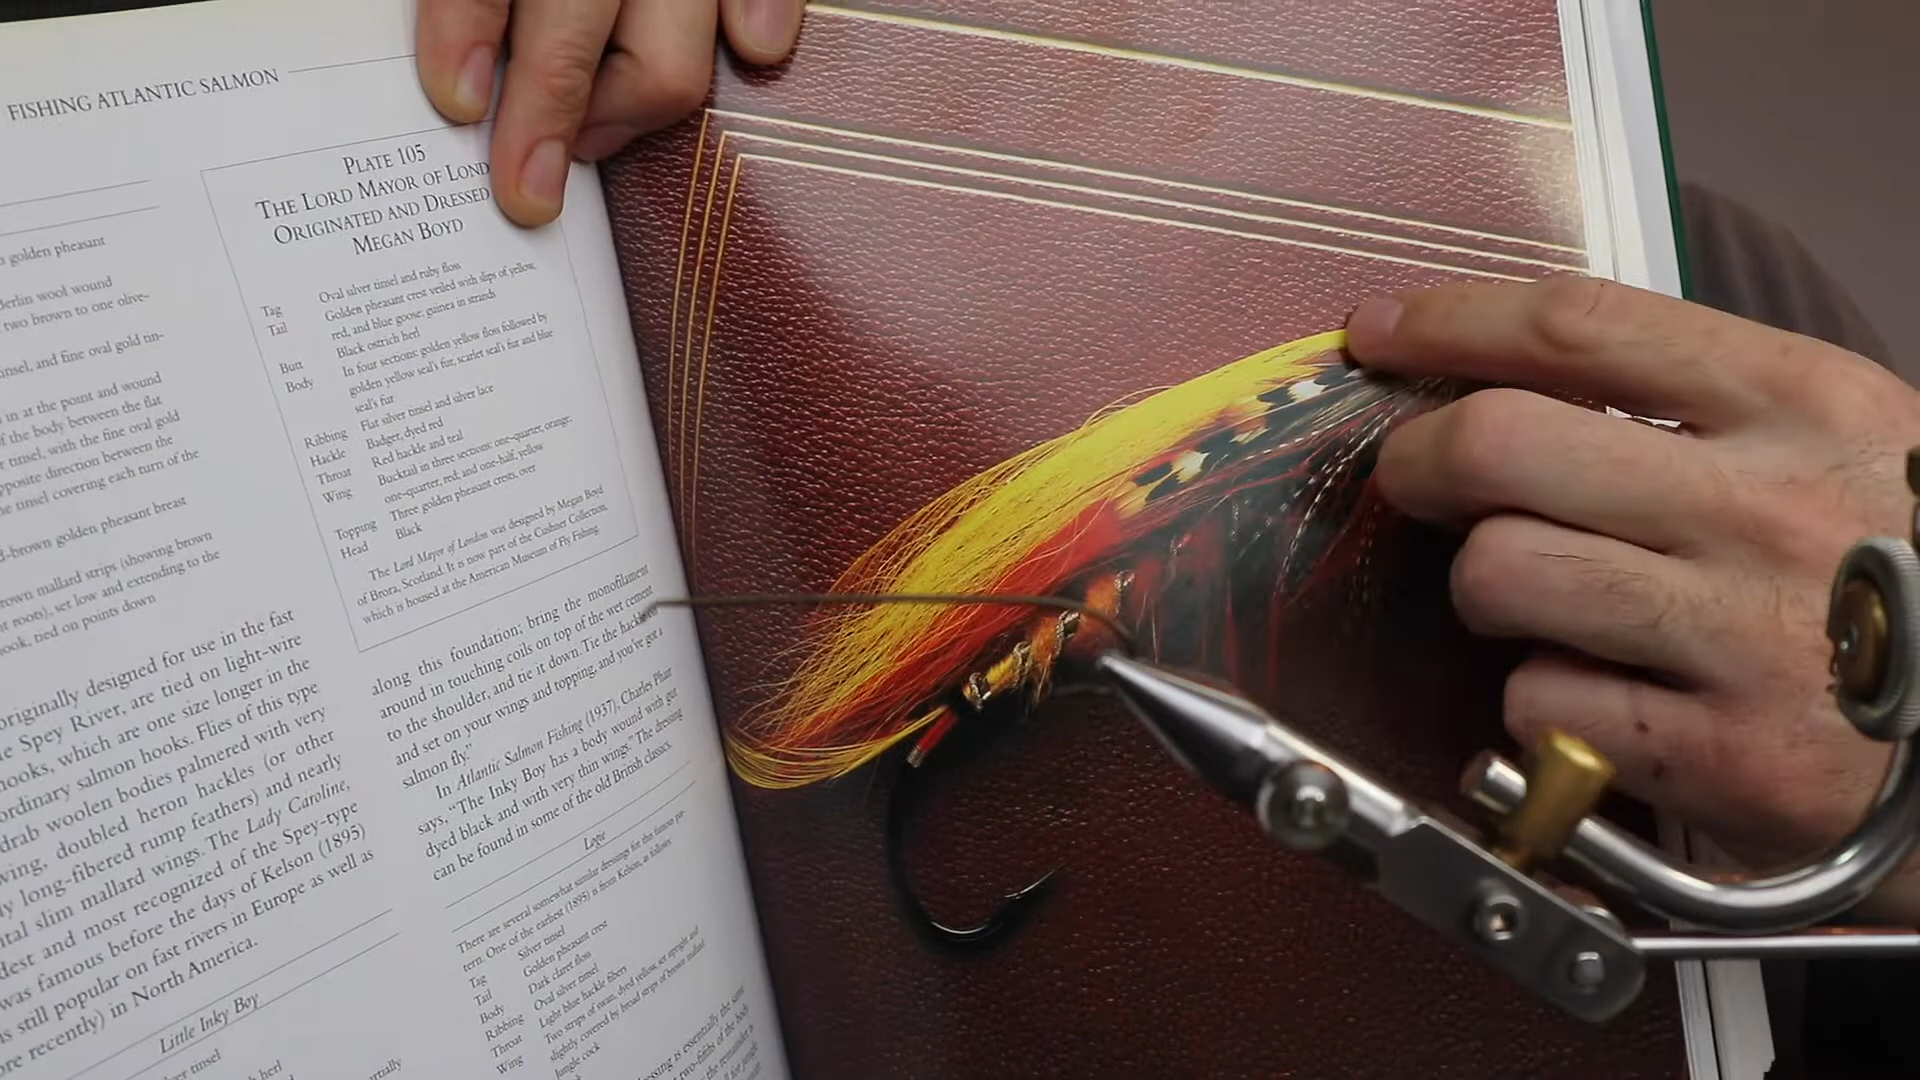 FISHING ATLANTIC SALMON
golden pheasant
wool wound
two brown to one olive-
and fine oval gold tin-
in at the point and wound
of the body between the flat
tinsel, with the fine oval gold
opposite direction between the
tinsel covering each turn of the
brown golden pheasant breast
mallard strips (showing brown
roots), set low and extending to the
tied on points down
originally designed for use in the fast
Spey River, are tied on light-wire
hooks, which are one size longer in the
ordinary salmon hooks. Flies of this type
drab woolen bodies palmered with very
doubled heron hackles (or other
long-fibered rump feathers) and nearly
slim mallard wings. The Lady Caroline,
and most recognized of the Spey-type
was famous before the days of Kelson (1895)
is still popular on fast rivers in Europe as well as
recently) in North America.
Little Inky Boy
tinsel
herl
PLATE 105
THE LORD MAYOR OF LOND
ORIGINATED AND DRESSED
MEGAN BOYD
Tag Oval silver tinsel and ruby floss
Tail Golden pheasant crest veiled with slips of yellow,
red, and blue goose; guinea in strands
Butt Black ostrich herl
Body In four sections: golden yellow floss followed by
golden yellow seal's fur, scarlet seal's fur and blue
seal's fur
Ribbing Flat silver tinsel and silver lace
Hackle Badger, dyed red
Throat Red hackle and teal
Wing Bucktail in three sections: one-quarter, orange;
one-quarter, red; and one-half, yellow
Topping Three golden pheasant crests, over
Head Black
The Lord Mayor of London was designed by Megan Boyd
of Brora, Scotland. It is now part of the Cushner Collection,
which is housed at the American Museum of Fly Fishing.
along this foundation; bring the monofilament
around in touching coils on top of the wet cement
to the shoulder, and tie it down. Tie the hackle
and set on your wings and topping, and you've got a
salmon fly."
In Atlantic Salmon Fishing (1937), Charles Phair
says, "The Inky Boy has a body wound with gut
dyed black and with very thin wings." The dressing
can be found in some of the old British classics.
Logie
There are several somewhat similar dressings for this famous pat-
tern. One of the earliest (1895) is from Kelson, as follows:
Tag Silver tinsel
Tail Golden pheasant crest
Body Dark claret floss
Ribbing Oval silver tinsel
Throat Light blue hackle fibers
Wing Two strips of swan, dyed yellow, set upright and
slightly covered by broad strips of brown mallard
Jungle cock
dressing is essentially the same
two-fifths of the body
remainder is